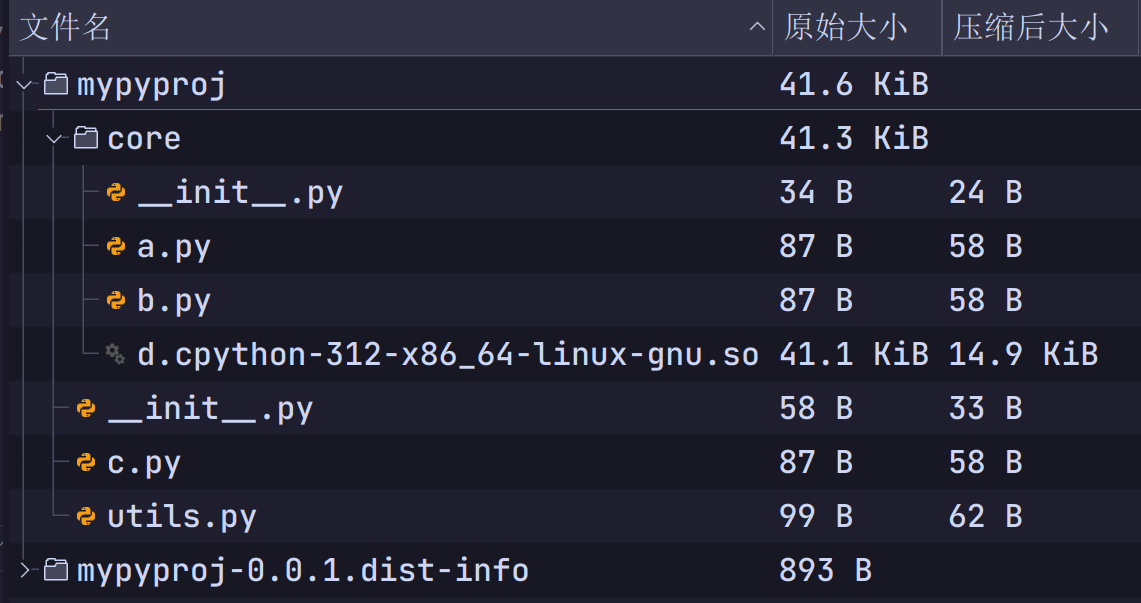 文件名 原始大小 压缩后大小
mypyproj 41.6 KiB
core 41.3 KiB
__init__.py 34 B 24 B
a.py 87 B 58 B
b.py 87 B 58 B
d.cpython-312-x86_64-linux-gnu.so 41.1 KiB 14.9 KiB
__init__.py 58 B 33 B
c.py 87 B 58 B
utils.py 99 B 62 B
mypyproj-0.0.1.dist-info 893 B